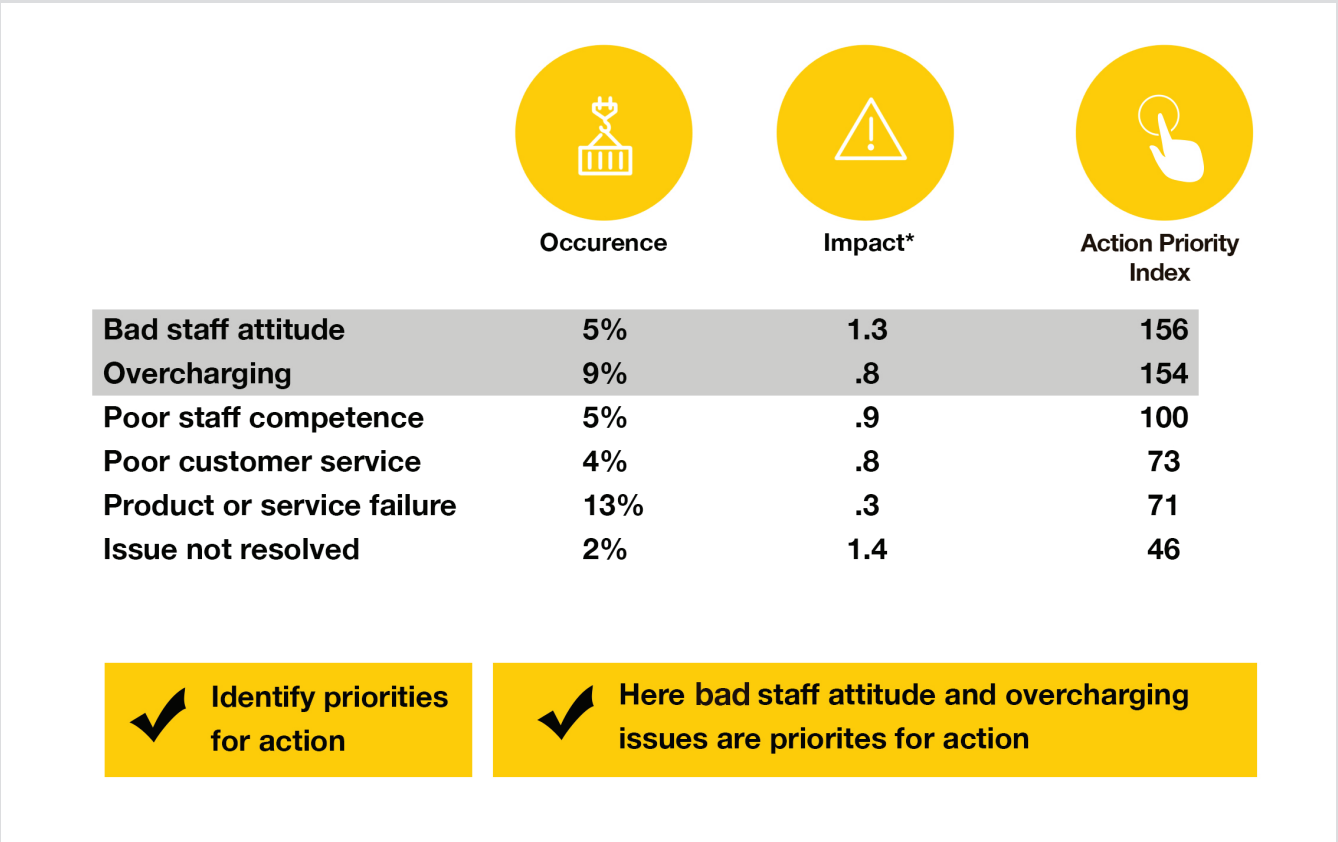 Occurence Impact* Action Priority
Index
Bad staff attitude 5% 1.3 156
Overcharging 9% .8 154
Poor staff competence 5% .9 100
Poor customer service 4% .8 73
Product or service failure 13% .3 71
Issue not resolved 2% 1.4 46
Identify priorities
for action
Here bad staff attitude and overcharging
issues are priorites for action